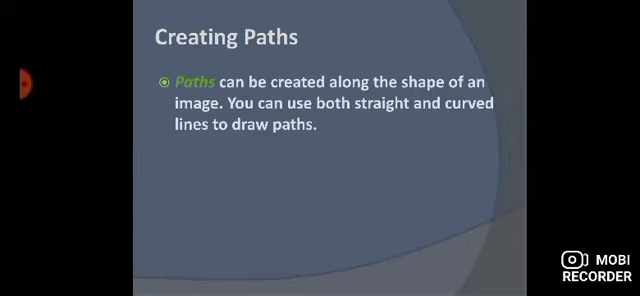 Creating Paths
Paths can be created along the shape of an
image. You can use both straight and curved
lines to draw paths.
MOBI
RECORDER